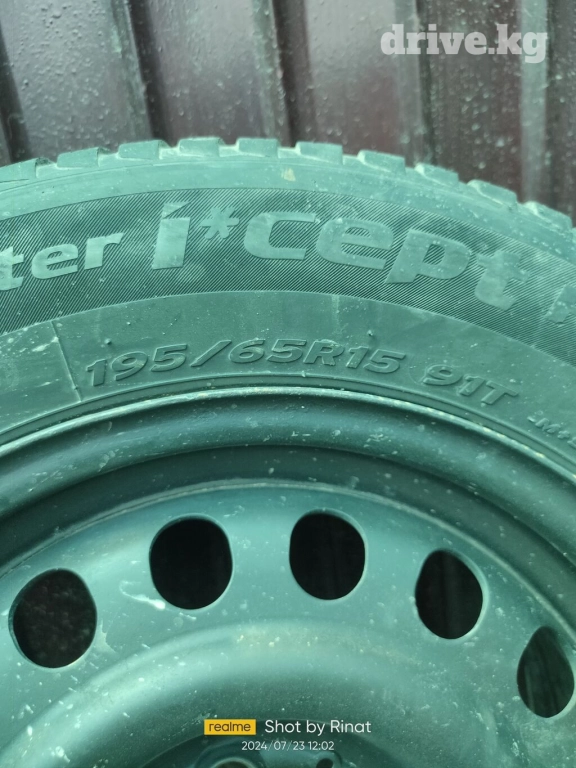 drive.kg
ter i*cept
195/65R15 91T M+
realme Shot by Rinat
2024/07/23 12:02